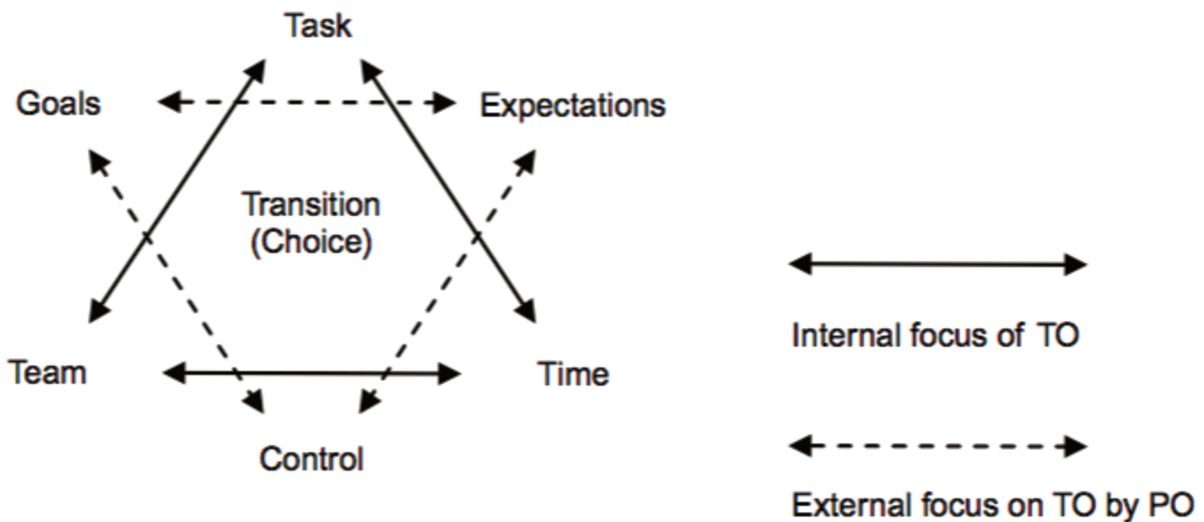 Task
Goals
Expectations
Transition
(Choice)
Internal focus of TO
Team
Time
Control
External focus on TO by PO